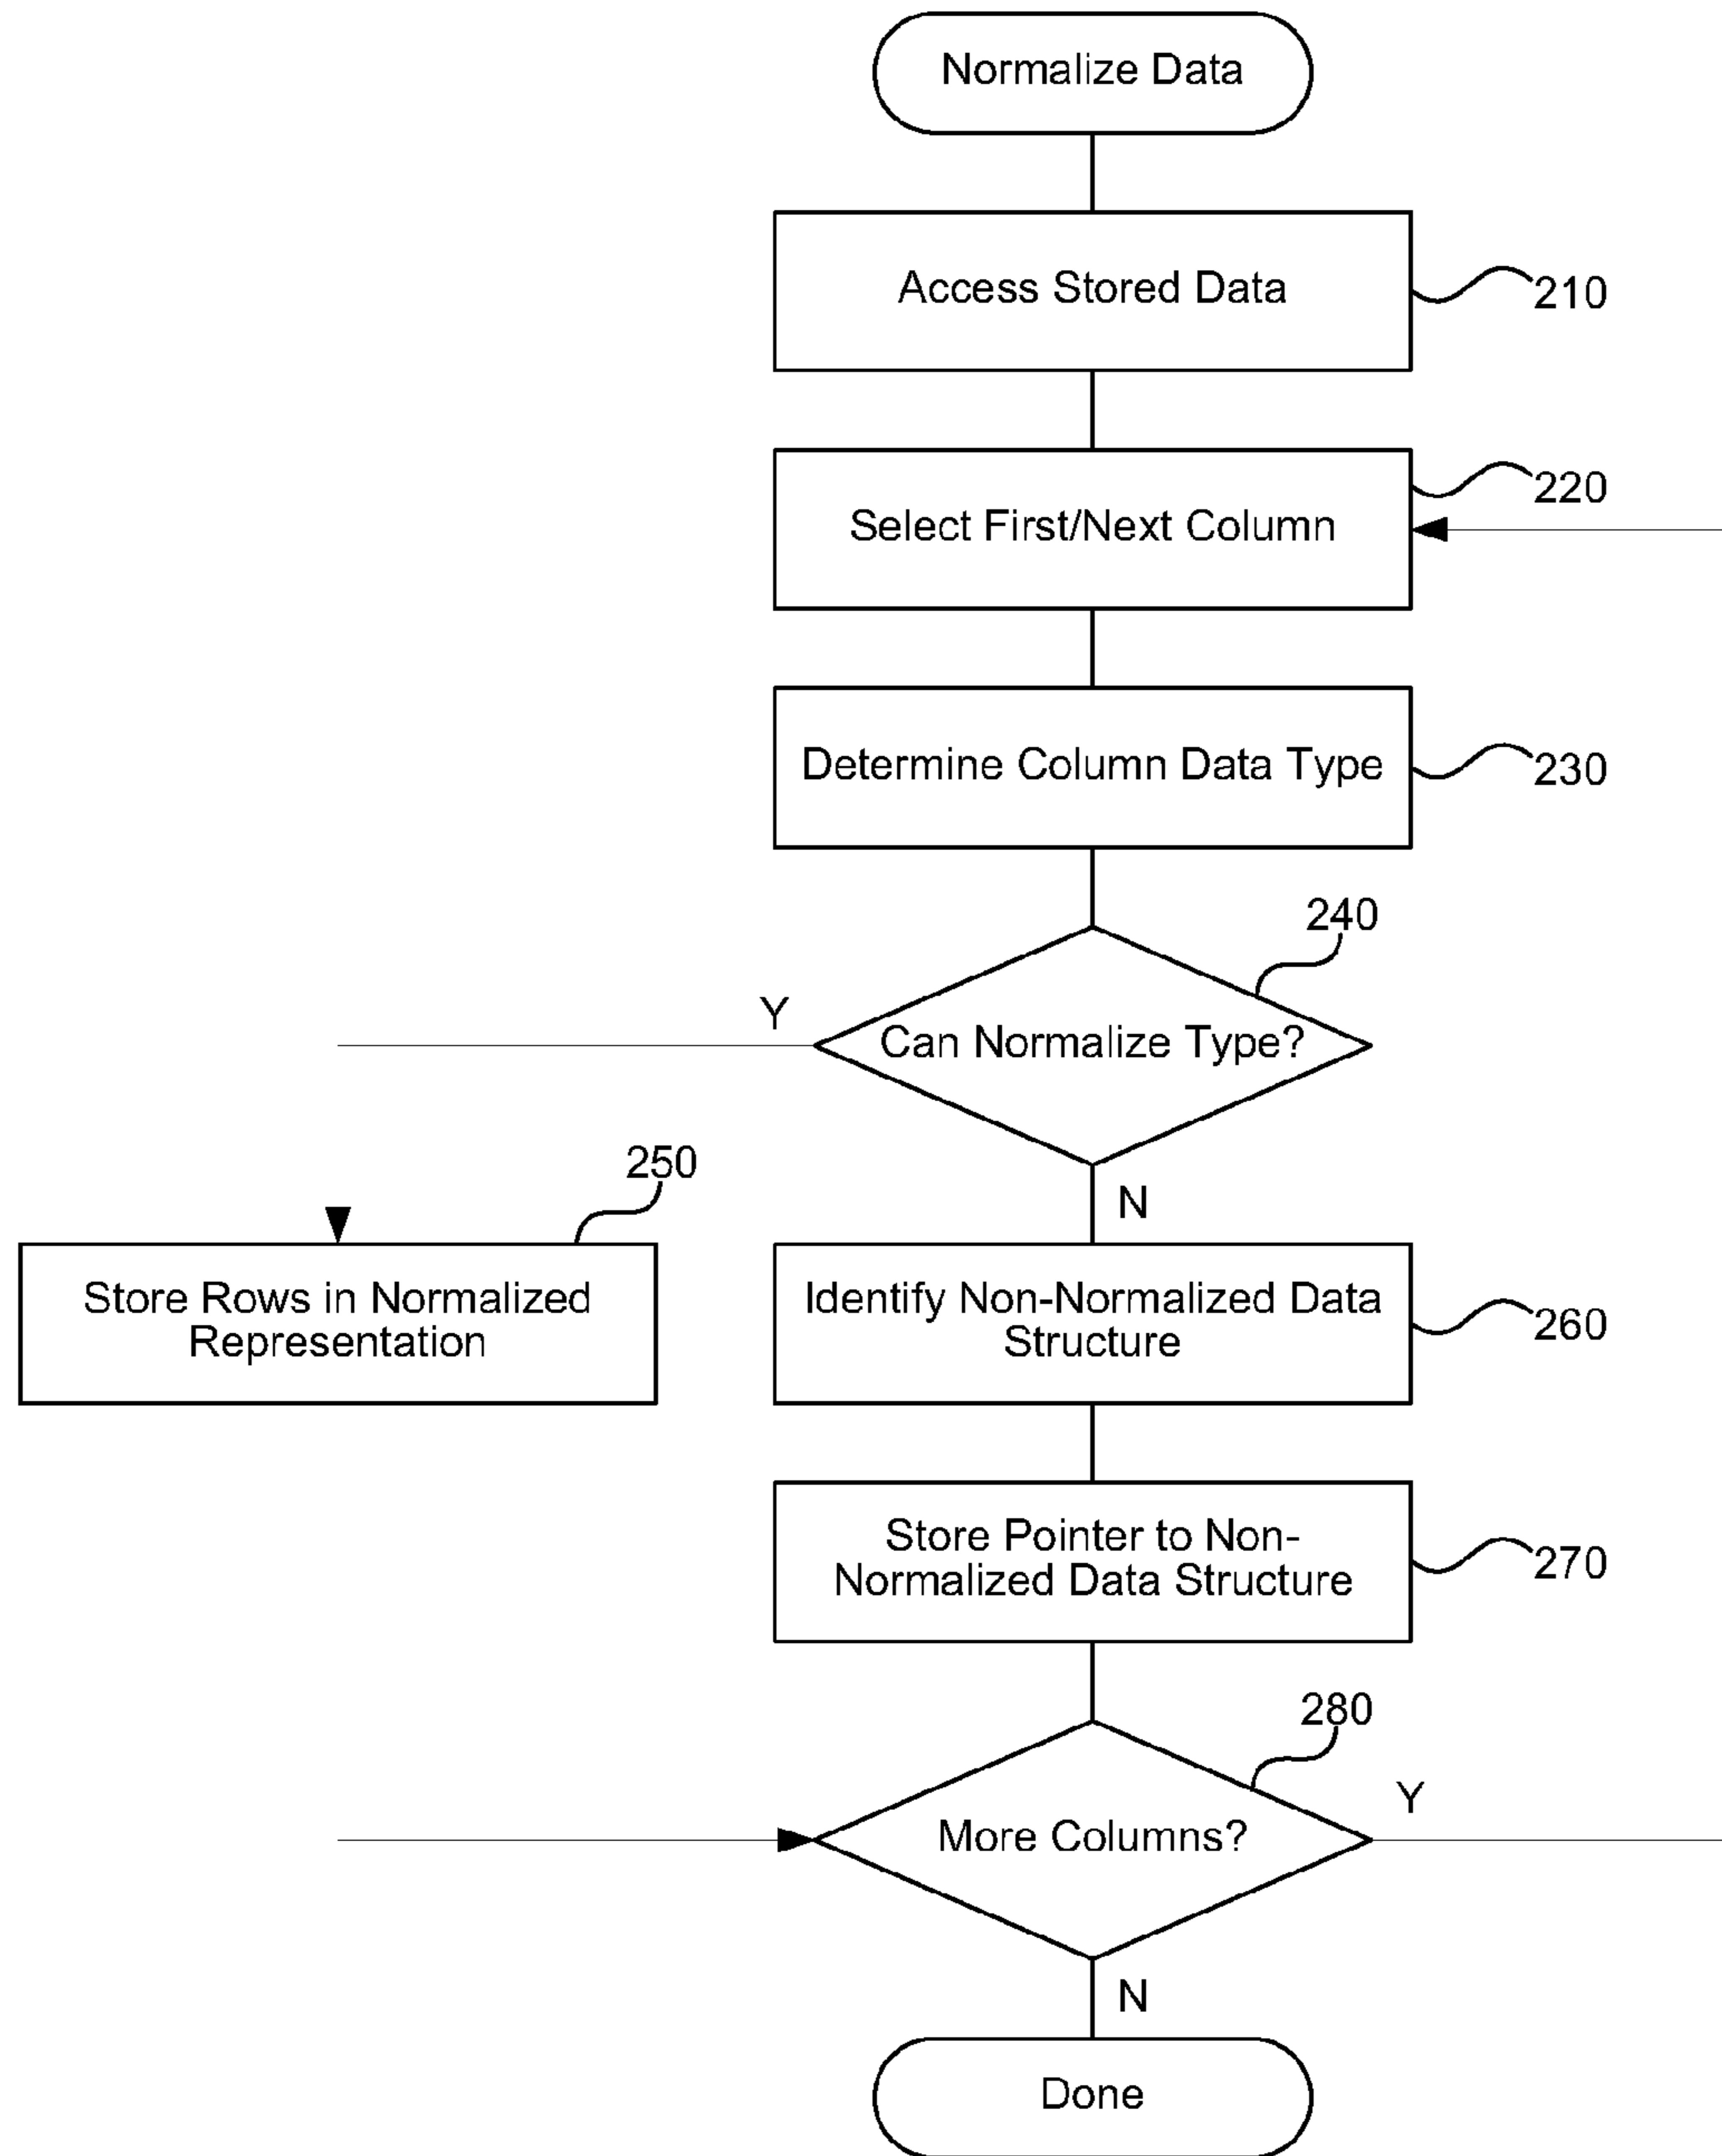 Normalize Data
Access Stored Data
210
Select First/Next Column
220
Determine Column Data Type
230
240
Can Normalize Type?
Y
N
250
Store Rows in Normalized
Representation
Identify Non-Normalized Data
Structure
260
Store Pointer to Non-
Normalized Data Structure
270
280
More Columns?
Y
N
Done